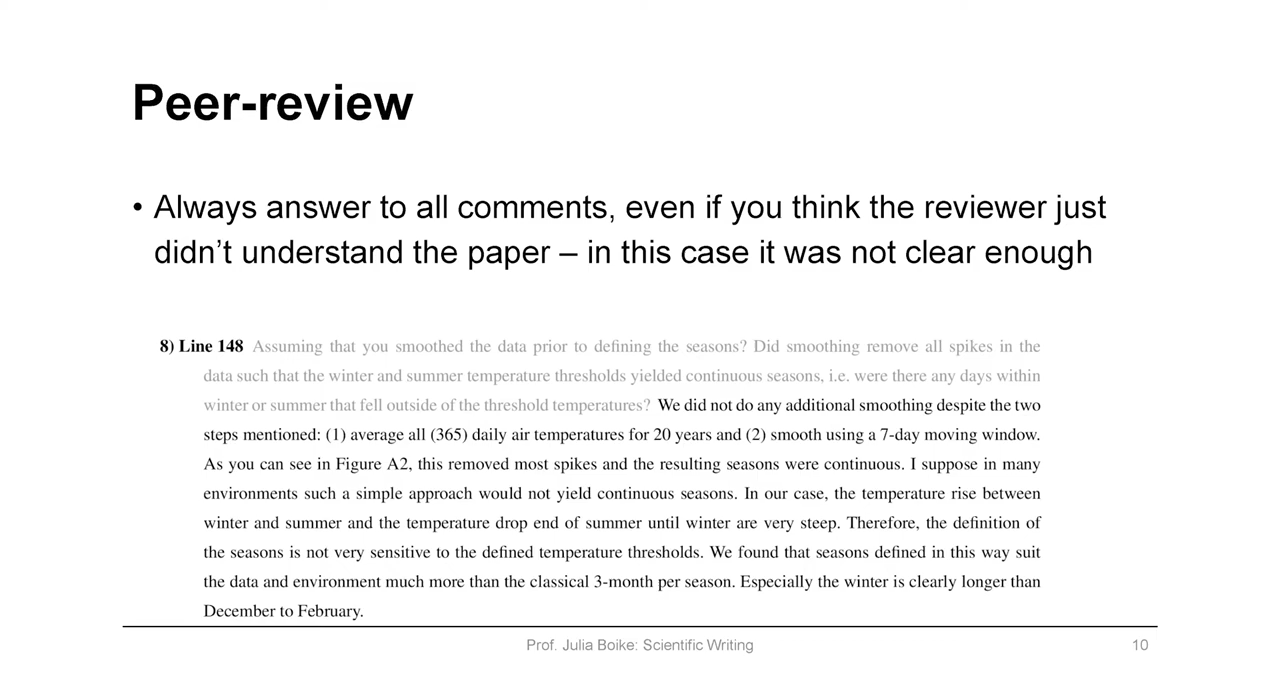 Peer-review
• Always answer to all comments, even if you think the reviewer just
didn’t understand the paper – in this case it was not clear enough
8) Line 148 Assuming that you smoothed the data prior to defining the seasons? Did smoothing remove all spikes in the
data such that the winter and summer temperature thresholds yielded continuous seasons, i.e. were there any days within
winter or summer that fell outside of the threshold temperatures? We did not do any additional smoothing despite the two
steps mentioned: (1) average all (365) daily air temperatures for 20 years and (2) smooth using a 7-day moving window.
As you can see in Figure A2, this removed most spikes and the resulting seasons were continuous. I suppose in many
environments such a simple approach would not yield continuous seasons. In our case, the temperature rise between
winter and summer and the temperature drop end of summer until winter are very steep. Therefore, the definition of
the seasons is not very sensitive to the defined temperature thresholds. We found that seasons defined in this way suit
the data and environment much more than the classical 3-month per season. Especially the winter is clearly longer than
December to February.
Prof. Julia Boike: Scientific Writing
10